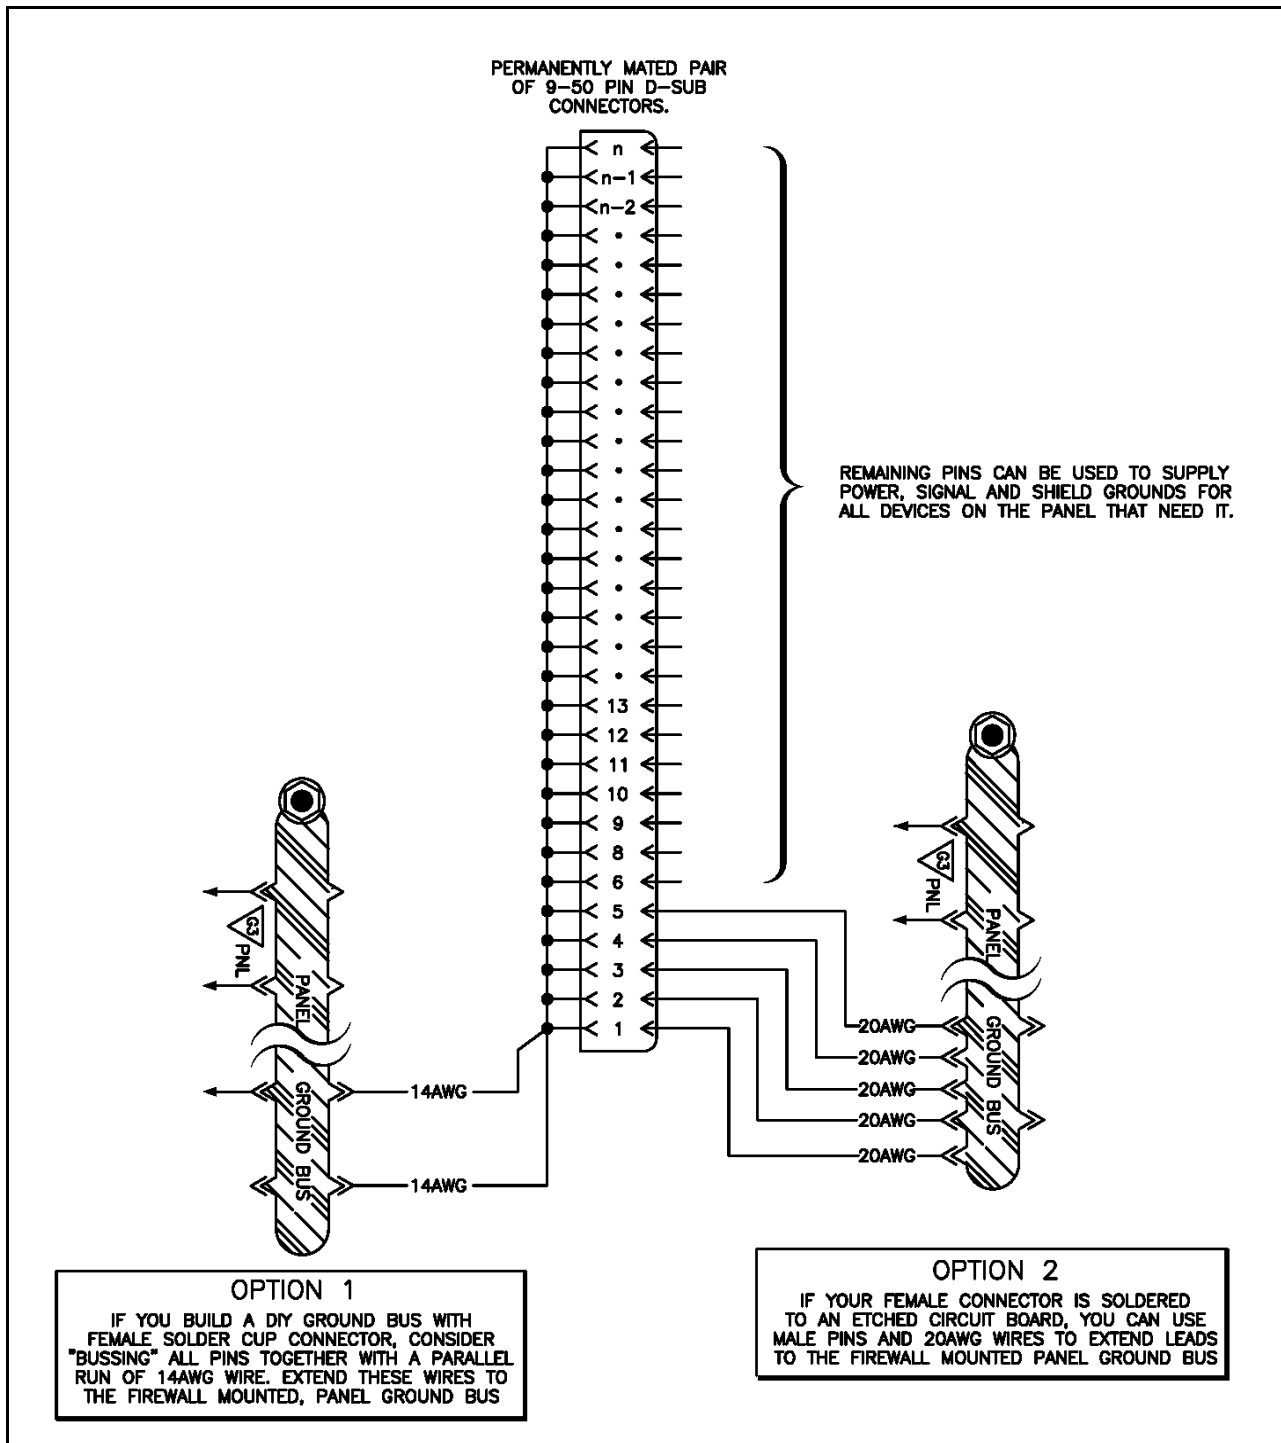 PERMANENTLY MATED PAIR
OF 9-50 PIN D-SUB
CONNECTORS.
n
n-1
n-2
13
12
11
10
9
8
6
5
4
3
2
1
REMAINING PINS CAN BE USED TO SUPPLY
POWER, SIGNAL AND SHIELD GROUNDS FOR
ALL DEVICES ON THE PANEL THAT NEED IT.
G3
PNL
PANEL
GROUND BUS
14AWG
14AWG
G3
PNL
PANEL
GROUND BUS
20AWG
20AWG
20AWG
20AWG
20AWG
OPTION 1
IF YOU BUILD A DIY GROUND BUS WITH
FEMALE SOLDER CUP CONNECTOR, CONSIDER
"BUSSING" ALL PINS TOGETHER WITH A PARALLEL
RUN OF 14AWG WIRE. EXTEND THESE WIRES TO
THE FIREWALL MOUNTED, PANEL GROUND BUS
OPTION 2
IF YOUR FEMALE CONNECTOR IS SOLDERED
TO AN ETCHED CIRCUIT BOARD, YOU CAN USE
MALE PINS AND 20AWG WIRES TO EXTEND LEADS
TO THE FIREWALL MOUNTED PANEL GROUND BUS